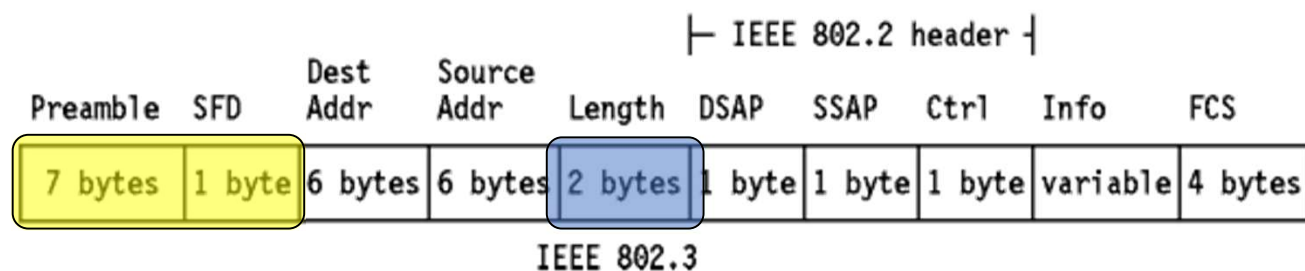 IEEE 802.2 header
Dest Source
Preamble SFD Addr Addr Length DSAP SSAP Ctrl Info FCS
7 bytes 1 byte 6 bytes 6 bytes 2 bytes 1 byte 1 byte 1 byte variable 4 bytes
IEEE 802.3